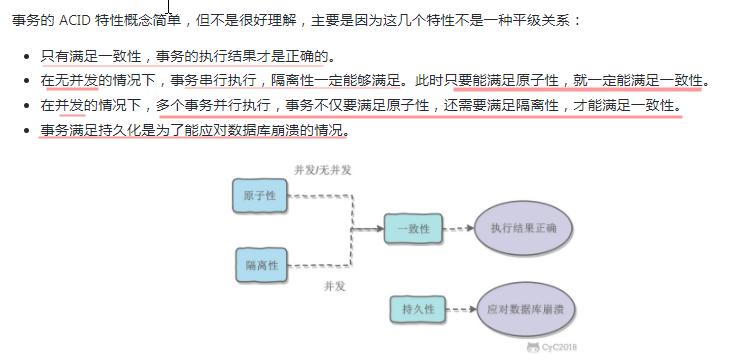 事务的 ACID 特性概念简单，但不是很好理解，主要是因为这几个特性不是一种平级关系：
只有满足一致性，事务的执行结果才是正确的。
在无并发的情况下，事务串行执行，隔离性一定能够满足。此时只要能满足原子性，就一定能满足一致性。
在并发的情况下，多个事务并行执行，事务不仅要满足原子性，还需要满足隔离性，才能满足一致性。
事务满足持久化是为了能应对数据库崩溃的情况。
并发/无并发
原子性
一致性
执行结果正确
隔离性
并发
持久性
应对数据库崩溃
CyC2018